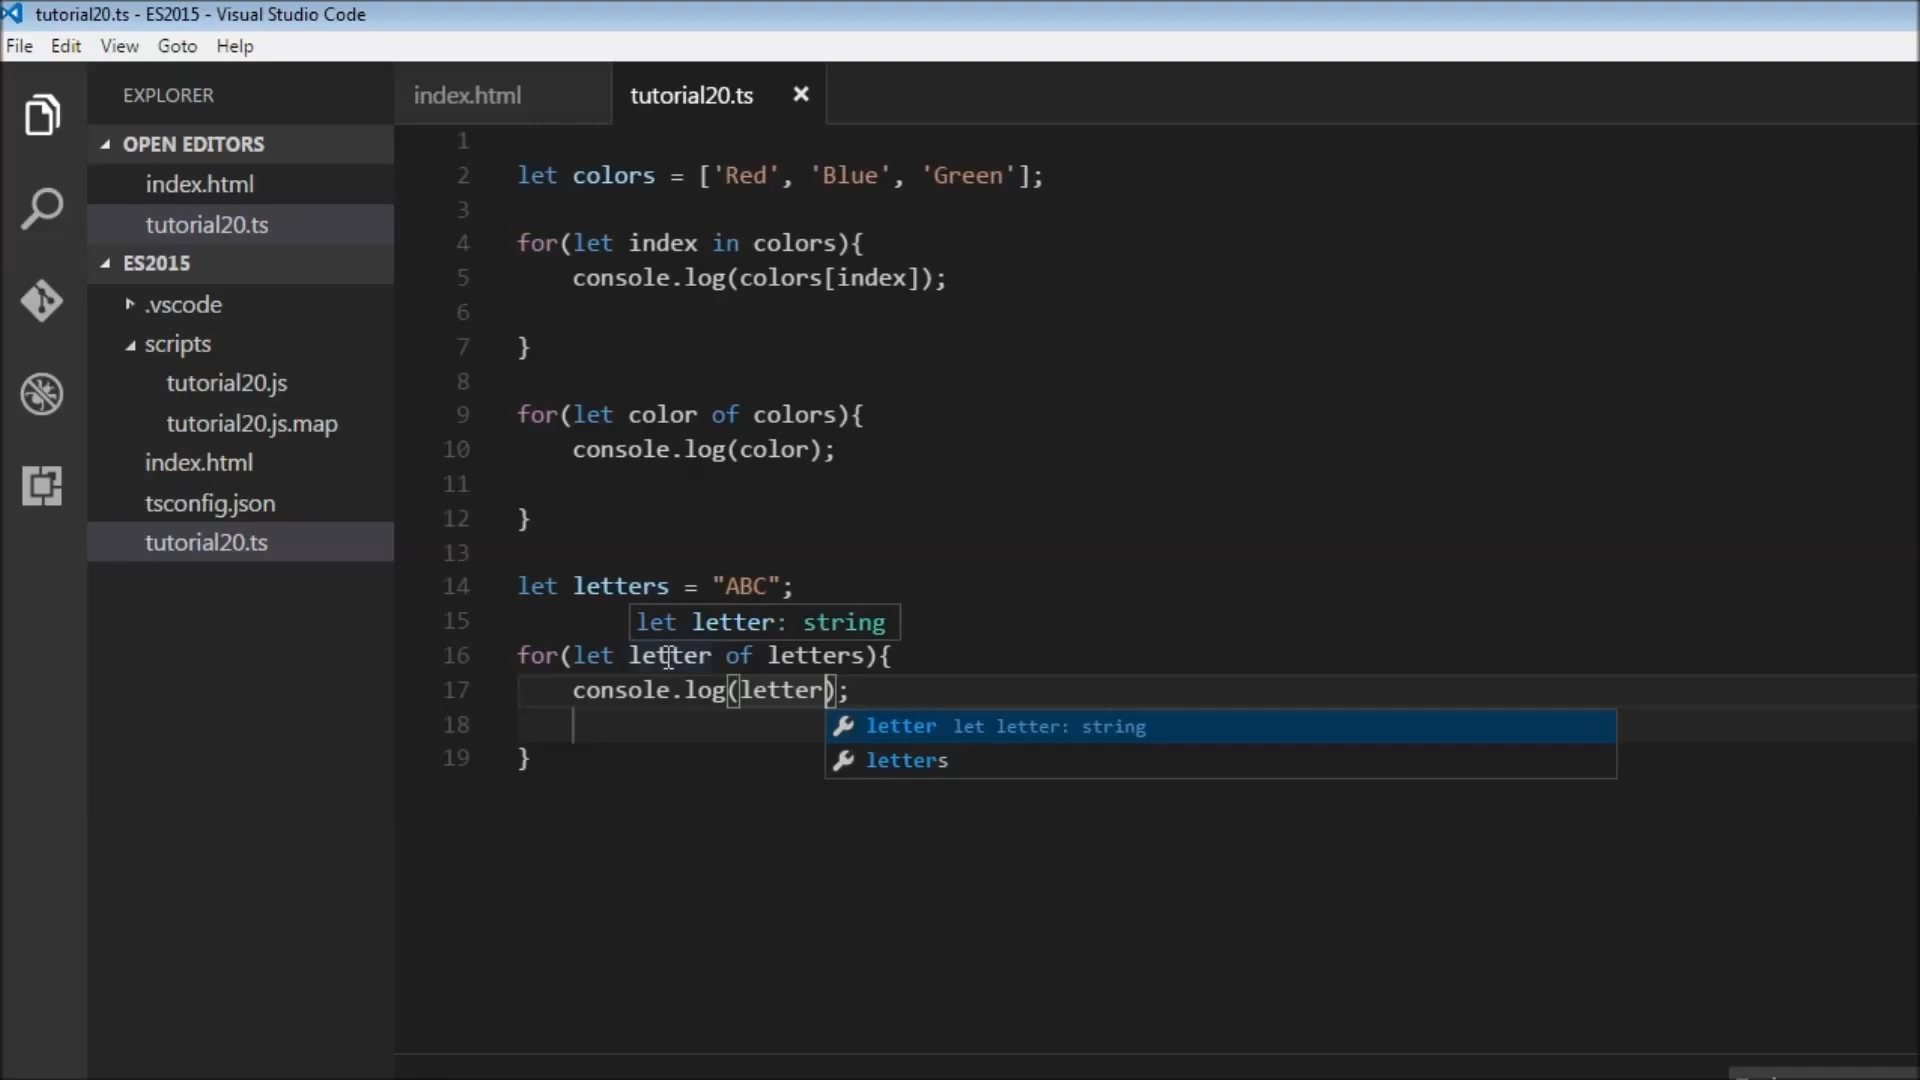 tutorial20.ts - ES2015 - Visual Studio Code
File Edit View Goto Help
EXPLORER
OPEN EDITORS
index.html
tutorial20.ts
ES2015
.vscode
scripts
tutorial20.js
tutorial20.js.map
index.html
tsconfig.json
tutorial20.ts
index.html tutorial20.ts
1
2 let colors = ['Red', 'Blue', 'Green'];
3
4 for(let index in colors){
5 console.log(colors[index]);
6
7 }
8
9 for(let color of colors){
10 console.log(color);
11
12 }
13
14 let letters = "ABC";
15 let letter: string
16 for(let letter of letters){
17 console.log(letter);
18 letter let letter: string
19 }
letters